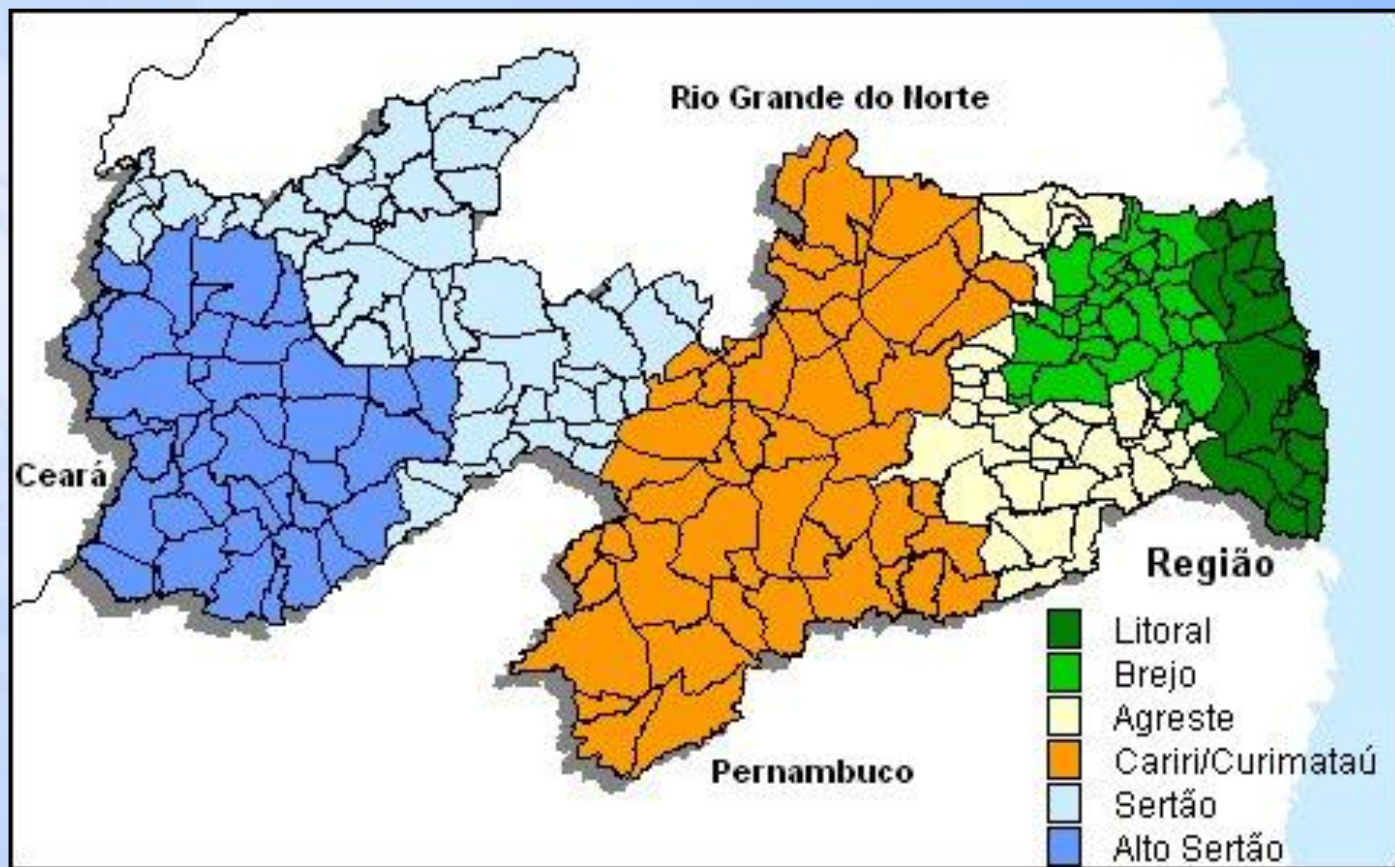 Rio Grande do Norte
Ceará
Pernambuco
Região
Litoral
Brejo
Agreste
Cariri/Curimataú
Sertão
Alto Sertão